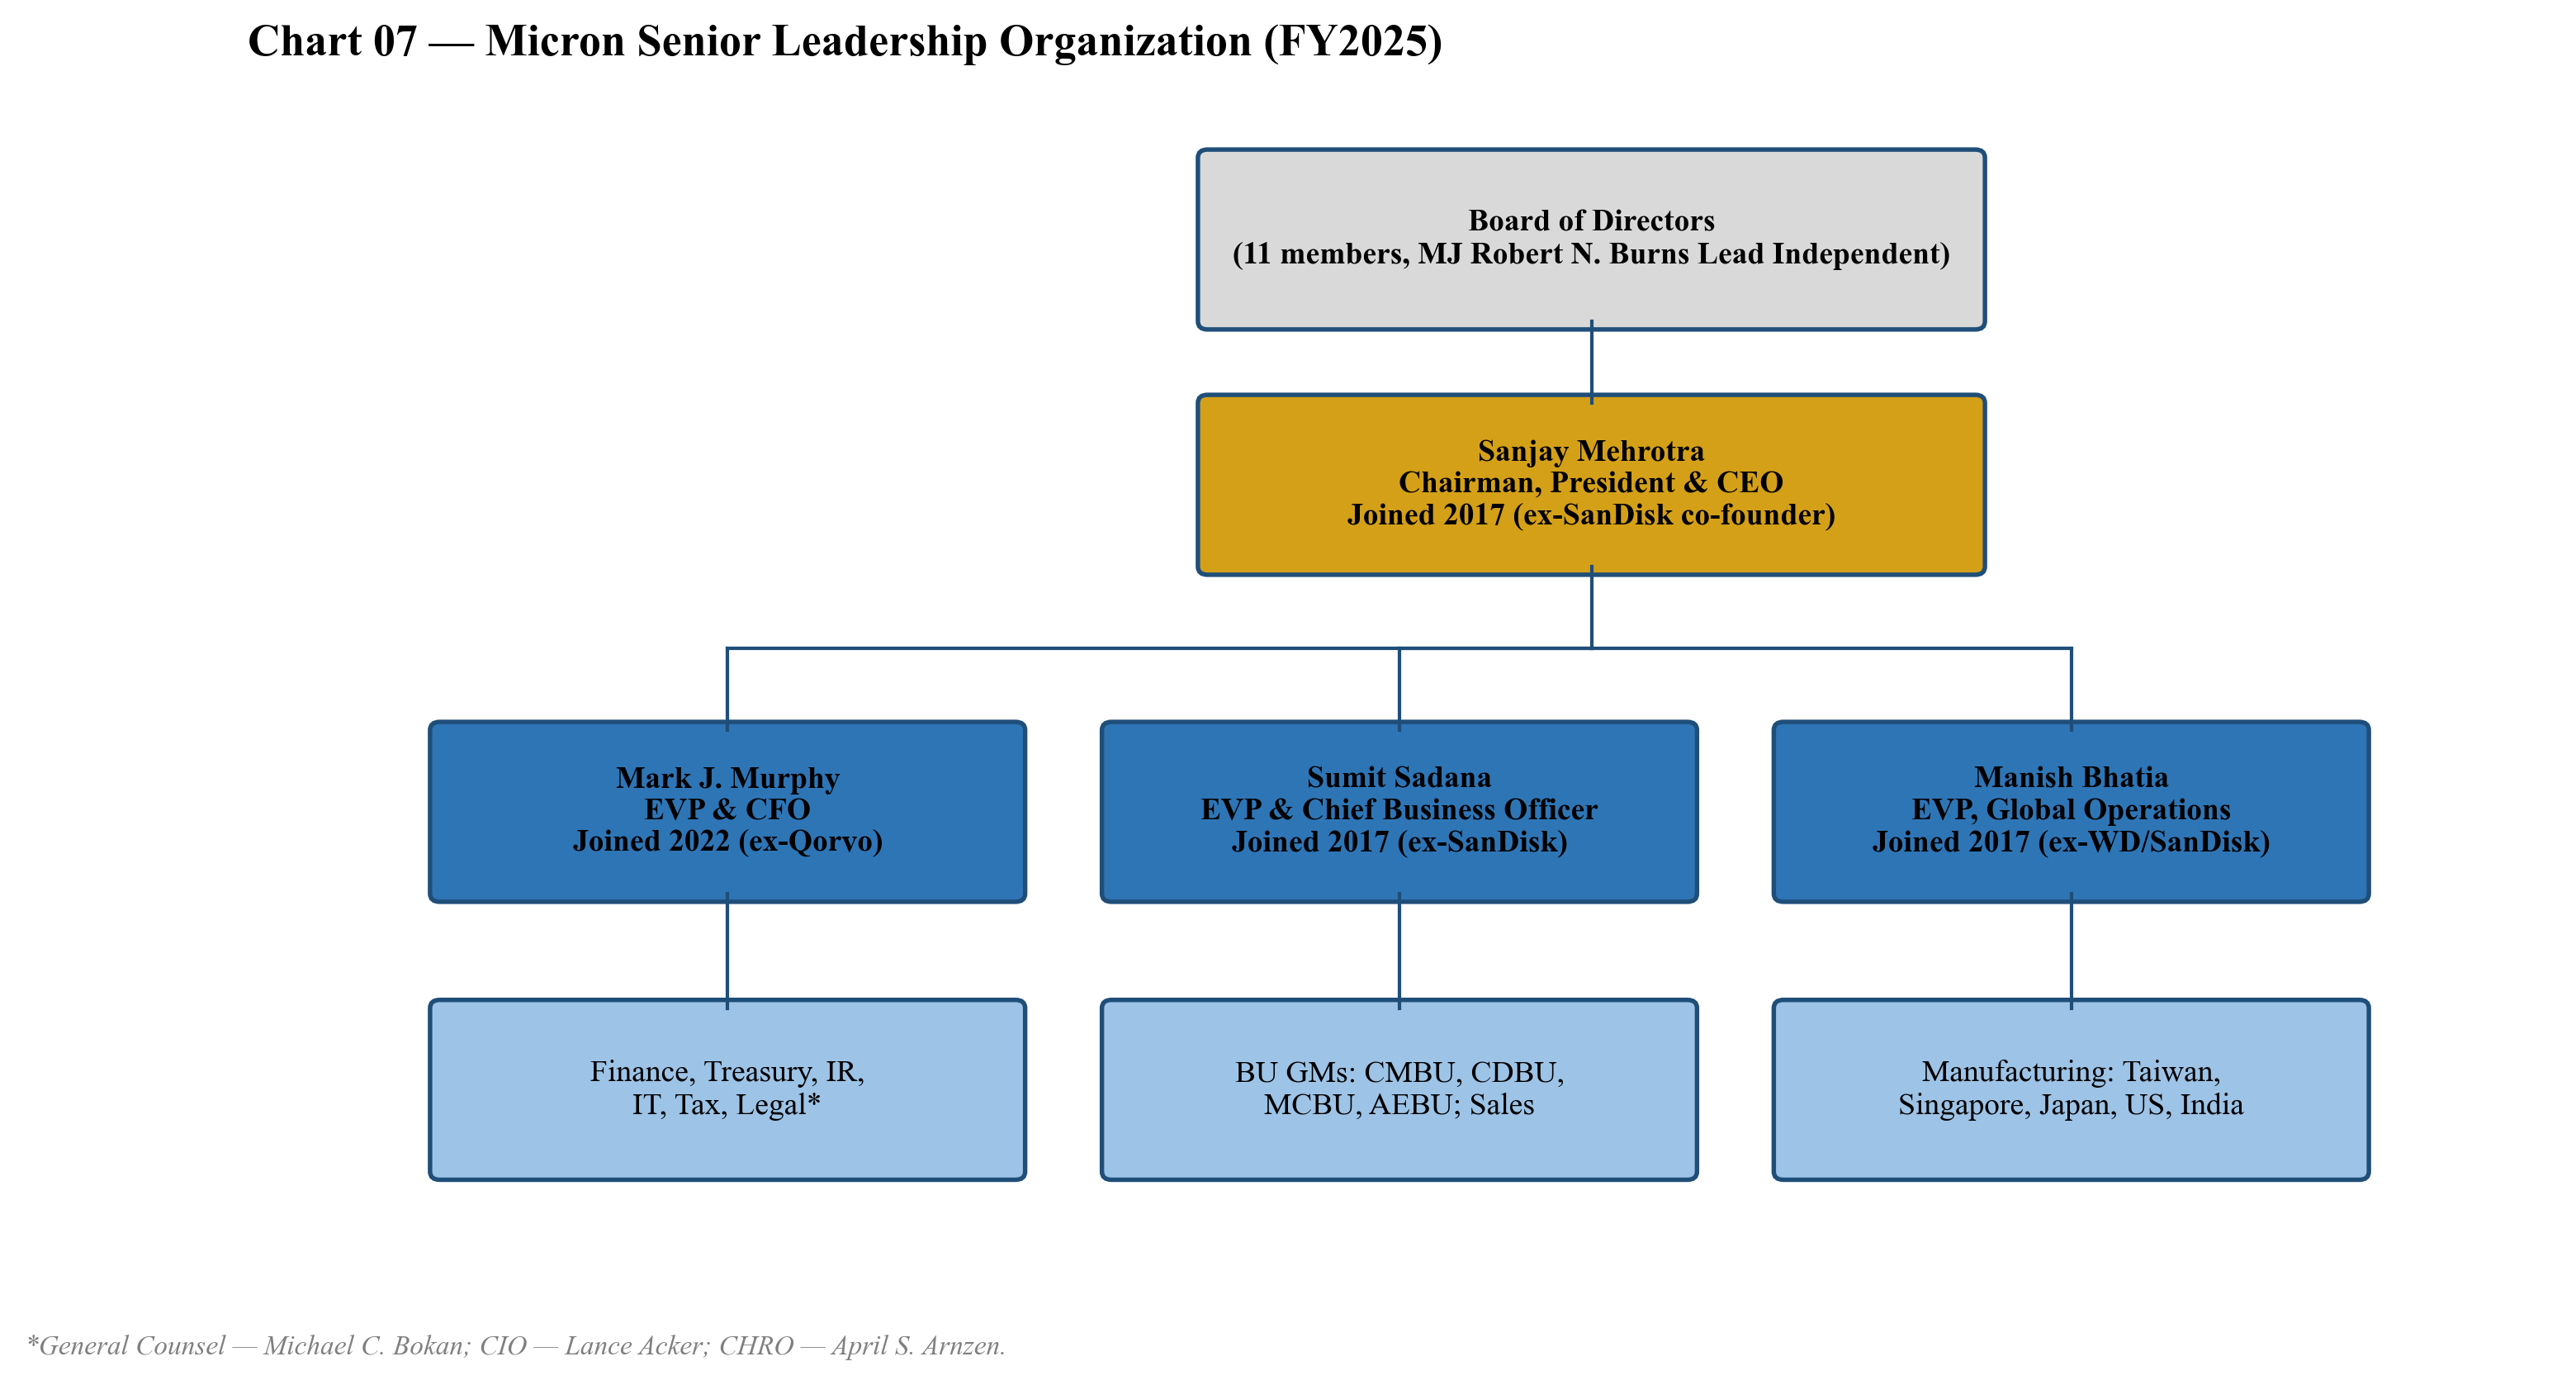 Chart 07 — Micron Senior Leadership Organization (FY2025)
Board of Directors
(11 members, MJ Robert N. Burns Lead Independent)
Sanjay Mehrotra
Chairman, President & CEO
Joined 2017 (ex-SanDisk co-founder)
Mark J. Murphy
EVP & CFO
Joined 2022 (ex-Qorvo)
Sumit Sadana
EVP & Chief Business Officer
Joined 2017 (ex-SanDisk)
Manish Bhatia
EVP, Global Operations
Joined 2017 (ex-WD/SanDisk)
Finance, Treasury, IR,
IT, Tax, Legal*
BU GMs: CMBU, CDBU,
MCBU, AEBU; Sales
Manufacturing: Taiwan,
Singapore, Japan, US, India
*General Counsel — Michael C. Bokan; CIO — Lance Acker; CHRO — April S. Arnzen.